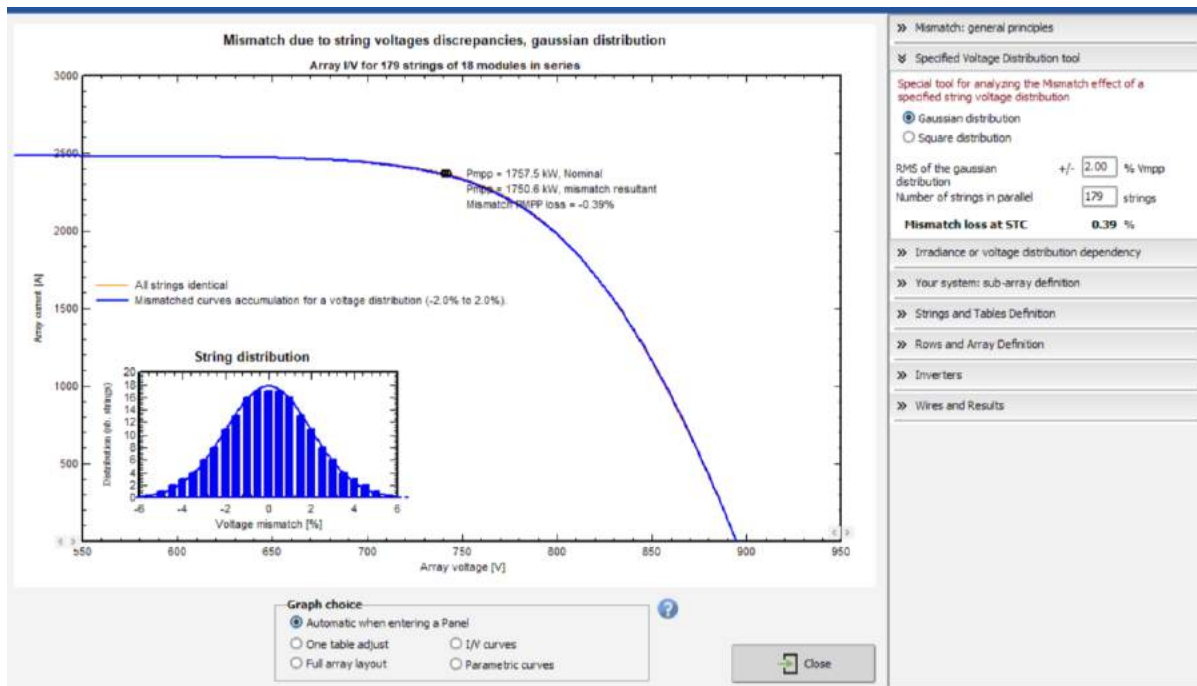 Mismatch due to string voltages discrepancies, gaussian distribution
Array I/V for 179 strings of 18 modules in series
3000
2500
2000
1500
1000
500
Array current [A]
Pmpp = 1757.5 kW, Nominal
Pmpp = 1750.6 kW, mismatch resultant
Mismatch PMPP loss = -0.39%
All strings identical
Mismatched curves accumulation for a voltage distribution (-2.0% to 2.0%).
String distribution
20
18
16
14
12
10
8
6
4
2
0
Distribution (nb. strings)
-6 -4 -2 0 2 4 6
Voltage mismatch [%]
550 600 650 700 750 800 850 900 950
Array voltage [V]
Graph choice
Automatic when entering a Panel
One table adjust
I/V curves
Full array layout
Parametric curves
?
Close
Mismatch: general principles
Specified Voltage Distribution tool
Special tool for analyzing the Mismatch effect of a
specified string voltage distribution
Gaussian distribution
Square distribution
RMS of the gaussian +/- 2.00 % Vmpp
distribution
Number of strings in parallel 179 strings
Mismatch loss at STC 0.39 %
Irradiance or voltage distribution dependency
Your system: sub-array definition
Strings and Tables Definition
Rows and Array Definition
Inverters
Wires and Results